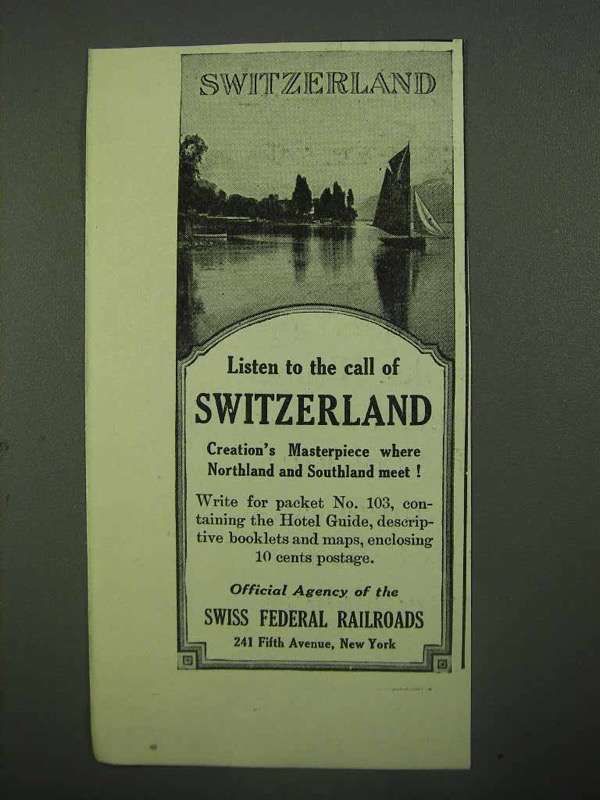 SWITZERLAND
Listen to the call of
SWITZERLAND
Creation's Masterpiece where
Northland and Southland meet !
Write for packet No. 103, con-
taining the Hotel Guide, descrip-
tive booklets and maps, enclosing
10 cents postage.
Official Agency of the
SWISS FEDERAL RAILROADS
241 Fifth Avenue, New York